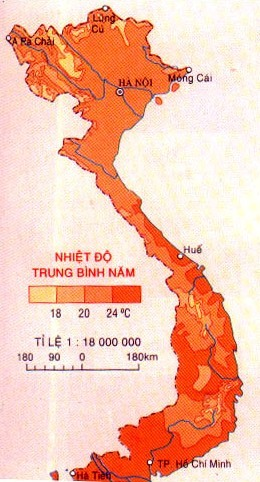 Lũng
Cú
A Pa Chải
Móng Cái
HÀ NỘI
Huế
NHIỆT ĐỘ
TRUNG BÌNH NĂM
18 20 24 ºC
TỈ LỆ 1 : 18 000 000
180 90 0 180km
TP. Hồ Chí Minh
Hà Tiên